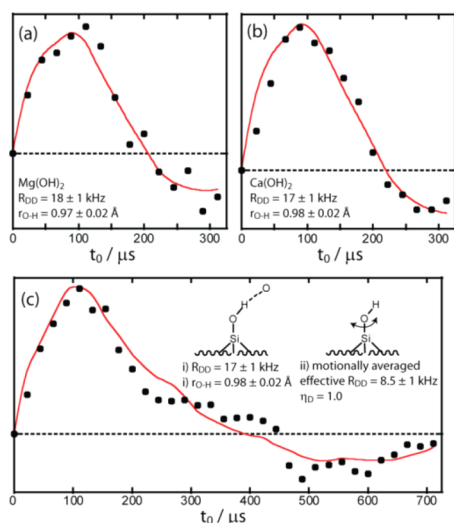 (a)
Mg(OH)2
RDD = 18 ± 1 kHz
rO-H = 0.97 ± 0.02 Å
0 100 200 300
t0 / μs
(b)
Ca(OH)2
RDD = 17 ± 1 kHz
rO-H = 0.98 ± 0.02 Å
0 100 200 300
t0 / μs
(c)
O
H
O
Si
i) RDD = 17 ± 1 kHz
i) rO-H = 0.98 ± 0.02 Å
H
O
Si
ii) motionally averaged
effective RDD = 8.5 ± 1 kHz
ηD = 1.0
0 100 200 300 400 500 600 700
t0 / μs